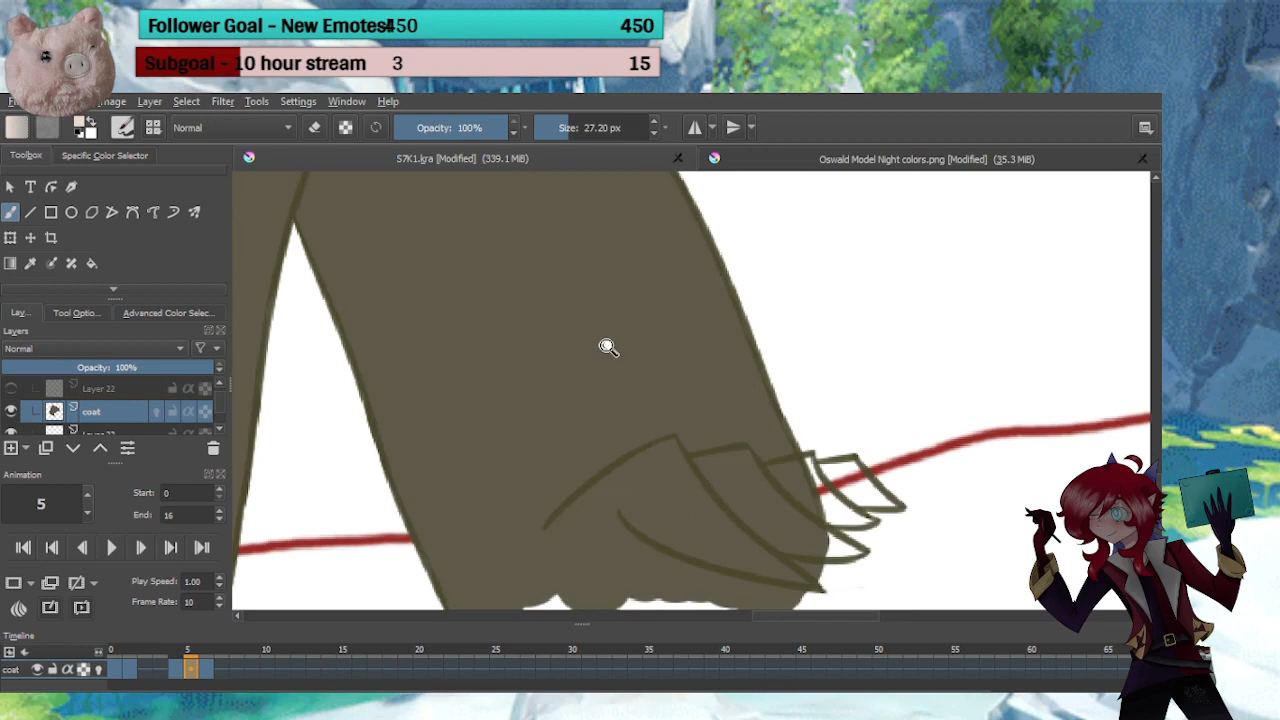 Follower Goal - New Emotes! 450 450
Subgoal - 10 hour stream 3 15
Image Layer Select Filter Tools Settings Window Help
Normal Opacity: 100% Size: 27.20 px
Toolbox Specific Color Selector S7K1.kra [Modified] (339.1 MiB) Oswald Model Night colors.png [Modified] (35.3 MiB)
Lay... Tool Optio... Advanced Color Selec...
Layers
Normal
Opacity: 100%
Layer 22
coat
Animation
5 Start: 0
End: 16
Play Speed: 1.00
Frame Rate: 10
Timeline
0 5 10 15 20 25 30 35 40 45 50 55 60 65
coat